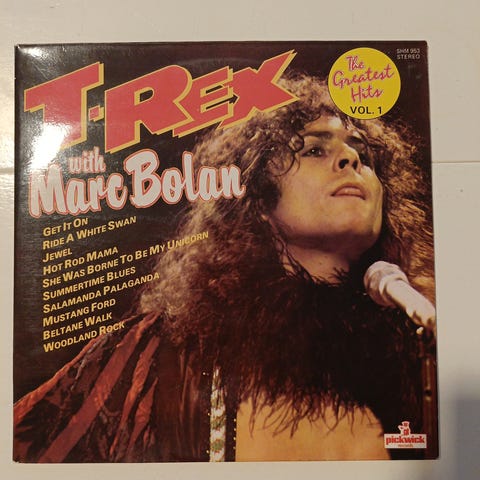 SHM 953
STEREO
T·REX
with
Marc Bolan
The
Greatest
Hits
VOL. 1
GET IT ON
RIDE A WHITE SWAN
JEWEL
HOT ROD MAMA
SHE WAS BORNE TO BE MY UNICORN
SUMMERTIME BLUES
SALAMANDA PALAGANDA
MUSTANG FORD
BELTANE WALK
WOODLAND ROCK
pickwick
records